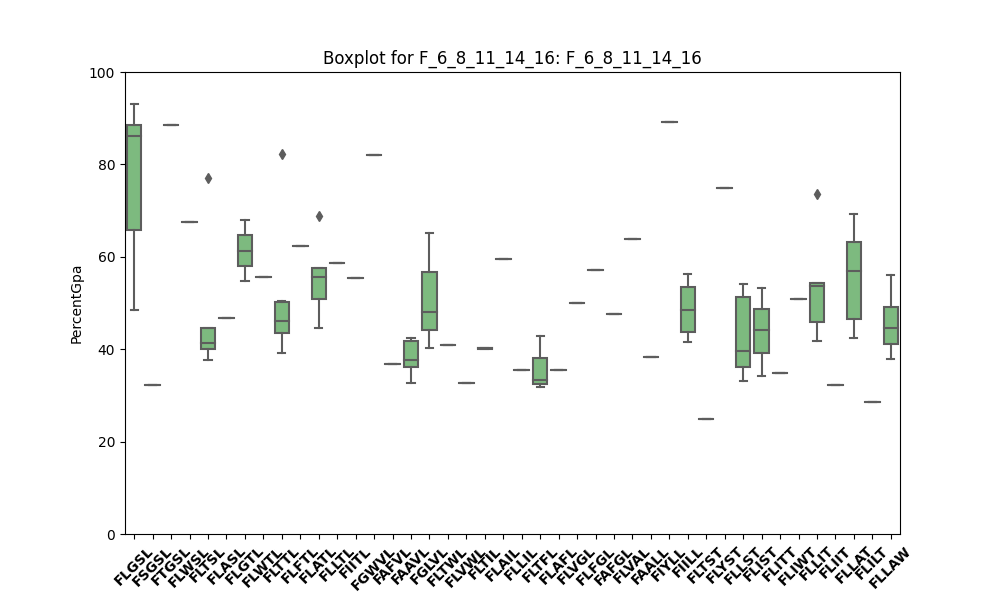 Boxplot for F_6_8_11_14_16: F_6_8_11_14_16
PercentGpa
100
80
60
40
20
0
FLGSL
FSGSL
FTGSL
FLWSL
FLTSL
FLASL
FLGTL
FLWTL
FLTTL
FLFTL
FLATL
FLLTL
FIITL
FGWVL
FAFVL
FAAVL
FGLVL
FLTWL
FLVWL
FLTIL
FLAIL
FLLIL
FLTFL
FLAFL
FLVGL
FLFGL
FAFGL
FLVAL
FAALL
FIYLL
FIILL
FLTST
FLYST
FLLST
FLIST
FLITT
FLIWT
FLLIT
FLIIT
FLLAT
FLILT
FLLAW